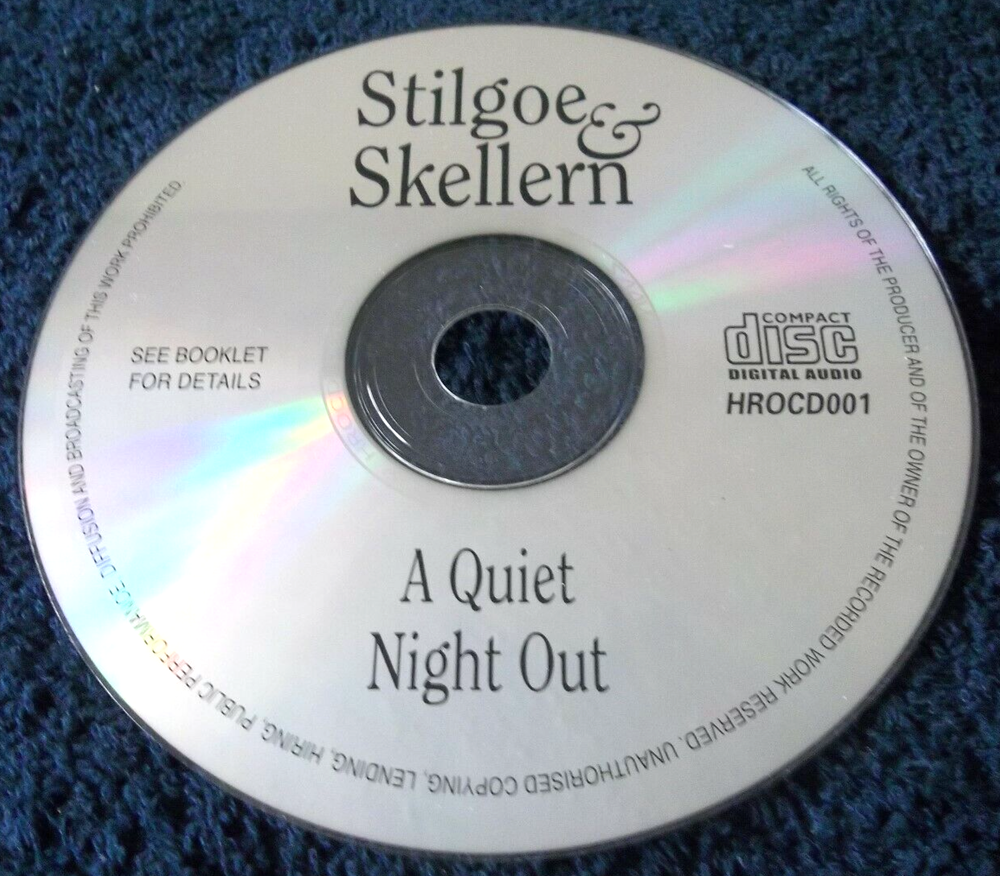 Stilgoe &
Skellern
SEE BOOKLET
FOR DETAILS
COMPACT
disc
DIGITAL AUDIO
HROCD001
A Quiet
Night Out
ALL RIGHTS OF THE PRODUCER AND OF THE OWNER OF THE RECORDED WORK RESERVED. UNAUTHORISED COPYING, LENDING, HIRING, PUBLIC PERFORMANCE, DIFFUSION AND BROADCASTING OF THIS WORK PROHIBITED.